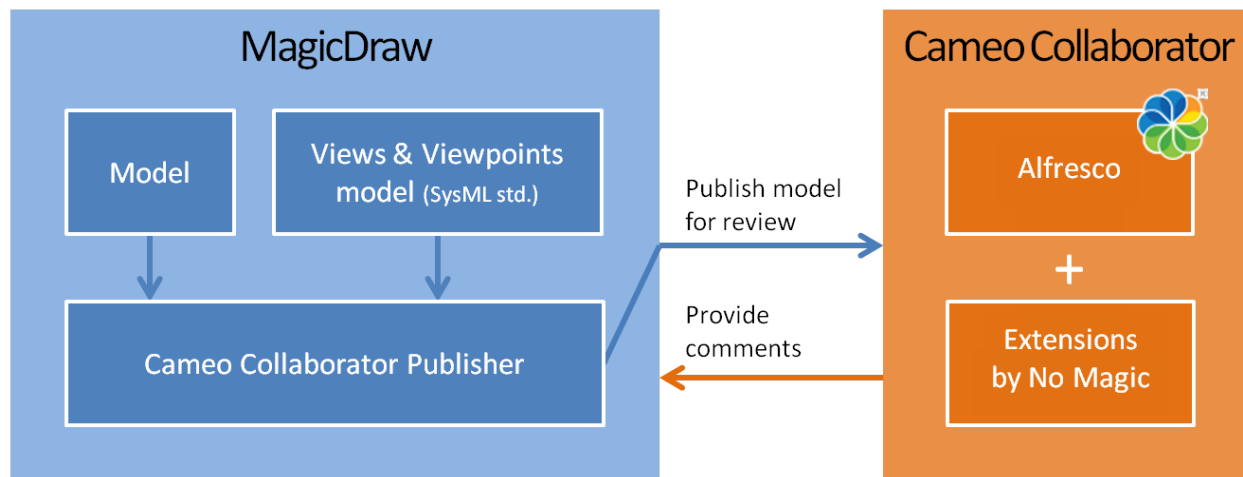 MagicDraw
Model
Views & Viewpoints
model (SysML std.)
Cameo Collaborator Publisher
Publish model
for review
Provide
comments
Cameo Collaborator
Alfresco
+
Extensions
by No Magic